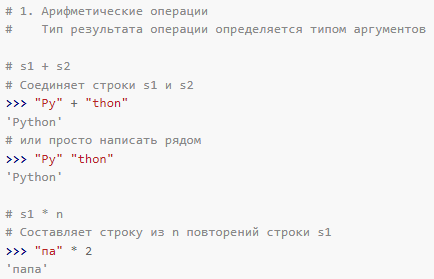 # 1. Арифметические операции
#    Тип результата операции определяется типом аргументов
# s1 + s2
# Соединяет строки s1 и s2
>>> "Py" + "thon"
'Python'
# или просто написать рядом
>>> "Py" "thon"
'Python'
# s1 * n
# Составляет строку из n повторений строки s1
>>> "па" * 2
'папа'